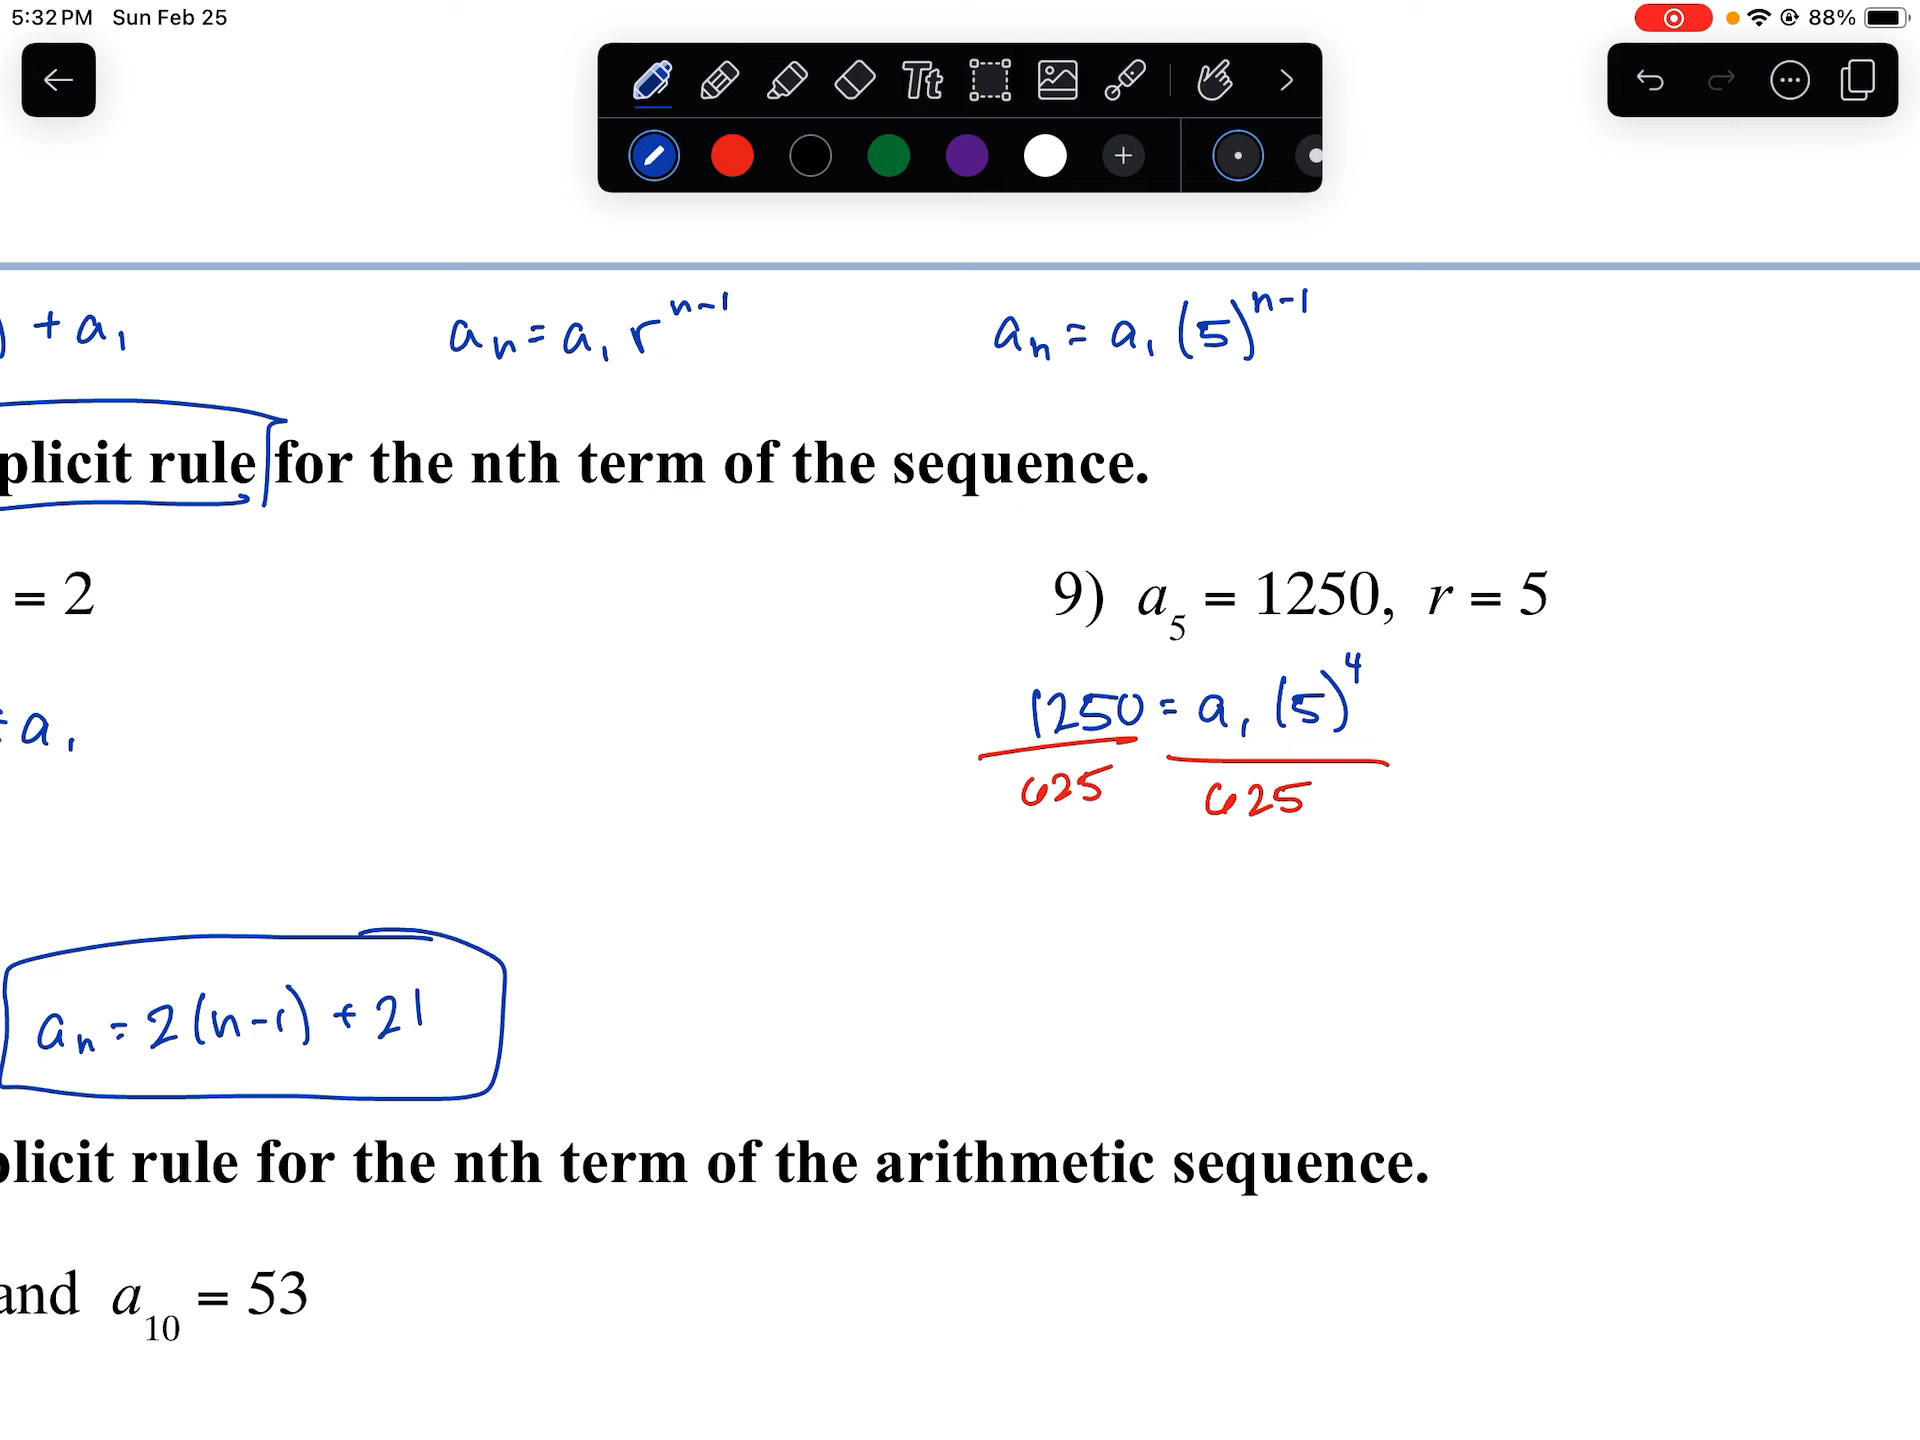 5:32 PM Sun Feb 25
88%
Tt
) + a₁
aₙ = a₁ rⁿ⁻¹
aₙ = a₁ (5)ⁿ⁻¹
plicit rule for the nth term of the sequence.
= 2
9) a₅ = 1250, r = 5
1250 = a₁ (5)⁴
625 625
= a₁
aₙ = 2(n-1) + 21
plicit rule for the nth term of the arithmetic sequence.
and a₁₀ = 53